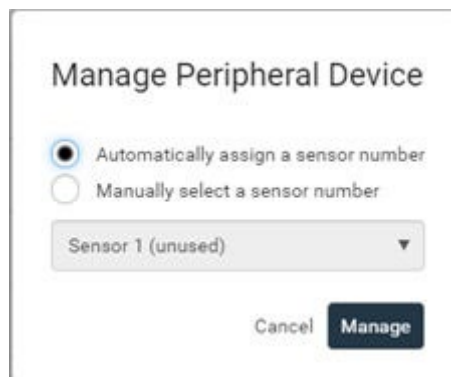 Manage Peripheral Device
Automatically assign a sensor number
Manually select a sensor number
Sensor 1 (unused)
Cancel Manage